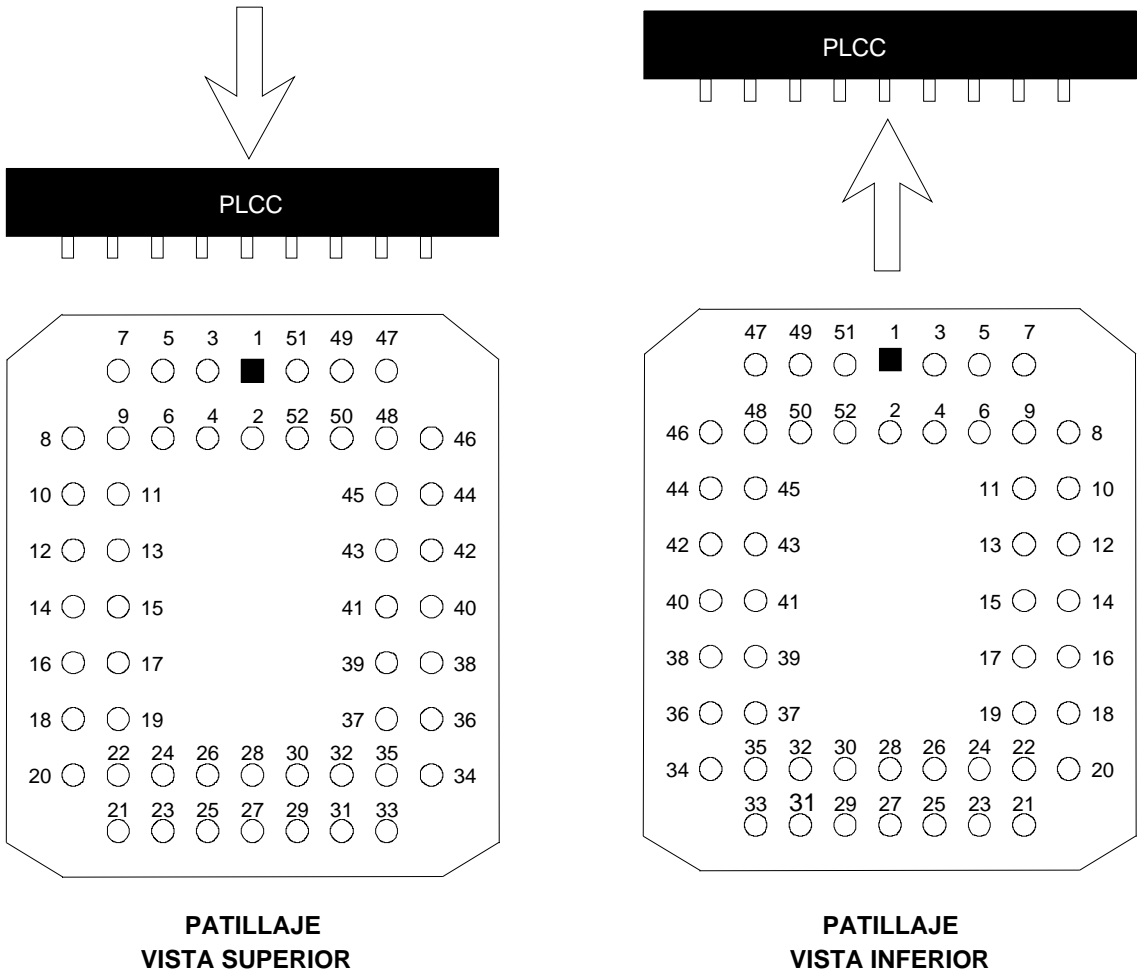 PLCC
PLCC
7 5 3 1 51 49 47
9 6 4 2 52 50 48
8 46
10 11 45 44
12 13 43 42
14 15 41 40
16 17 39 38
18 19 37 36
22 24 26 28 30 32 35
20 34
21 23 25 27 29 31 33
PATILLAJE
VISTA SUPERIOR
47 49 51 1 3 5 7
48 50 52 2 4 6 9
46 8
44 45 11 10
42 43 13 12
40 41 15 14
38 39 17 16
36 37 19 18
35 32 30 28 26 24 22
34 20
33 31 29 27 25 23 21
PATILLAJE
VISTA INFERIOR